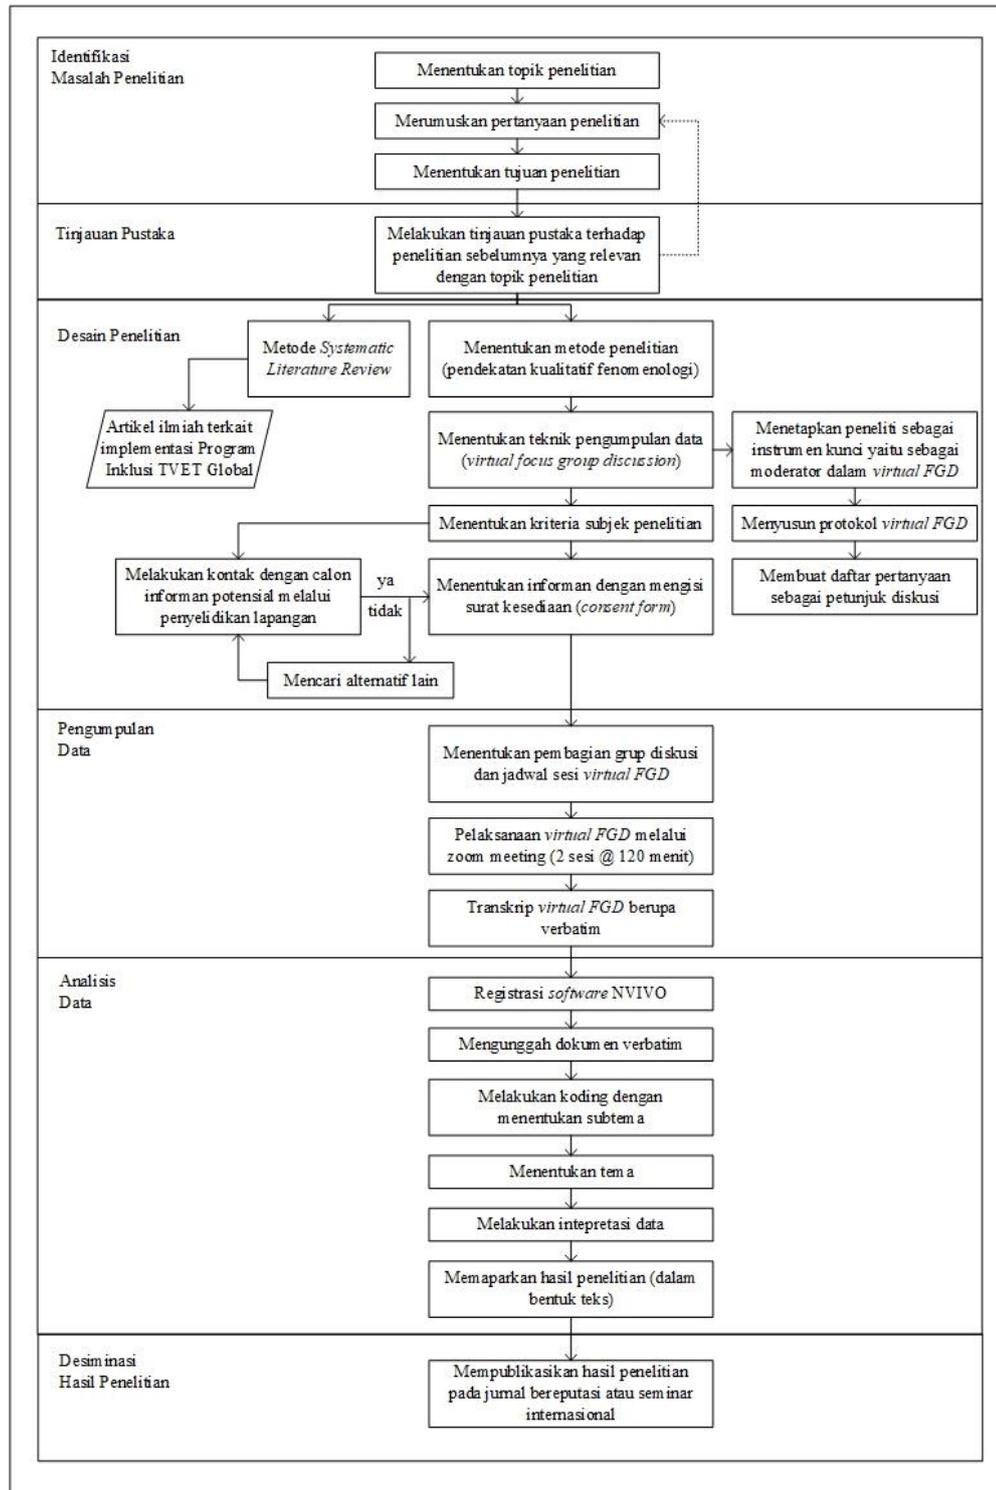 Identifikasi
Masalah Penelitian
Menentukan topik penelitian
Merumuskan pertanyaan penelitian
Menentukan tujuan penelitian
Tinjauan Pustaka
Melakukan tinjauan pustaka terhadap
penelitian sebelumnya yang relevan
dengan topik penelitian
Desain Penelitian
Metode Systematic
Literature Review
Menentukan metode penelitian
(pendekatan kualitatif fenomenologi)
Artikel ilmiah terkait
implementasi Program
Inklusi TVET Global
Menentukan teknik pengumpulan data
(virtual focus group discussion)
Menetapkan peneliti sebagai
instrumen kunci yaitu sebagai
moderator dalam virtual FGD
Menentukan kriteria subjek penelitian
Menyusun protokol virtual FGD
Melakukan kontak dengan calon
informan potensial melalui
penyelidikan lapangan
ya
tidak
Menentukan informan dengan mengisi
surat kesediaan (consent form)
Membuat daftar pertanyaan
sebagai petunjuk diskusi
Mencari alternatif lain
Pengumpulan
Data
Menentukan pembagian grup diskusi
dan jadwal sesi virtual FGD
Pelaksanaan virtual FGD melalui
zoom meeting (2 sesi @ 120 menit)
Transkrip virtual FGD berupa
verbatim
Analisis
Data
Registrasi software NVIVO
Mengunggah dokumen verbatim
Melakukan koding dengan
menentukan subtema
Menentukan tema
Melakukan intepretasi data
Memaparkan hasil penelitian (dalam
bentuk teks)
Desiminasi
Hasil Penelitian
Mempublikasikan hasil penelitian
pada jurnal bereputasi atau seminar
internasional